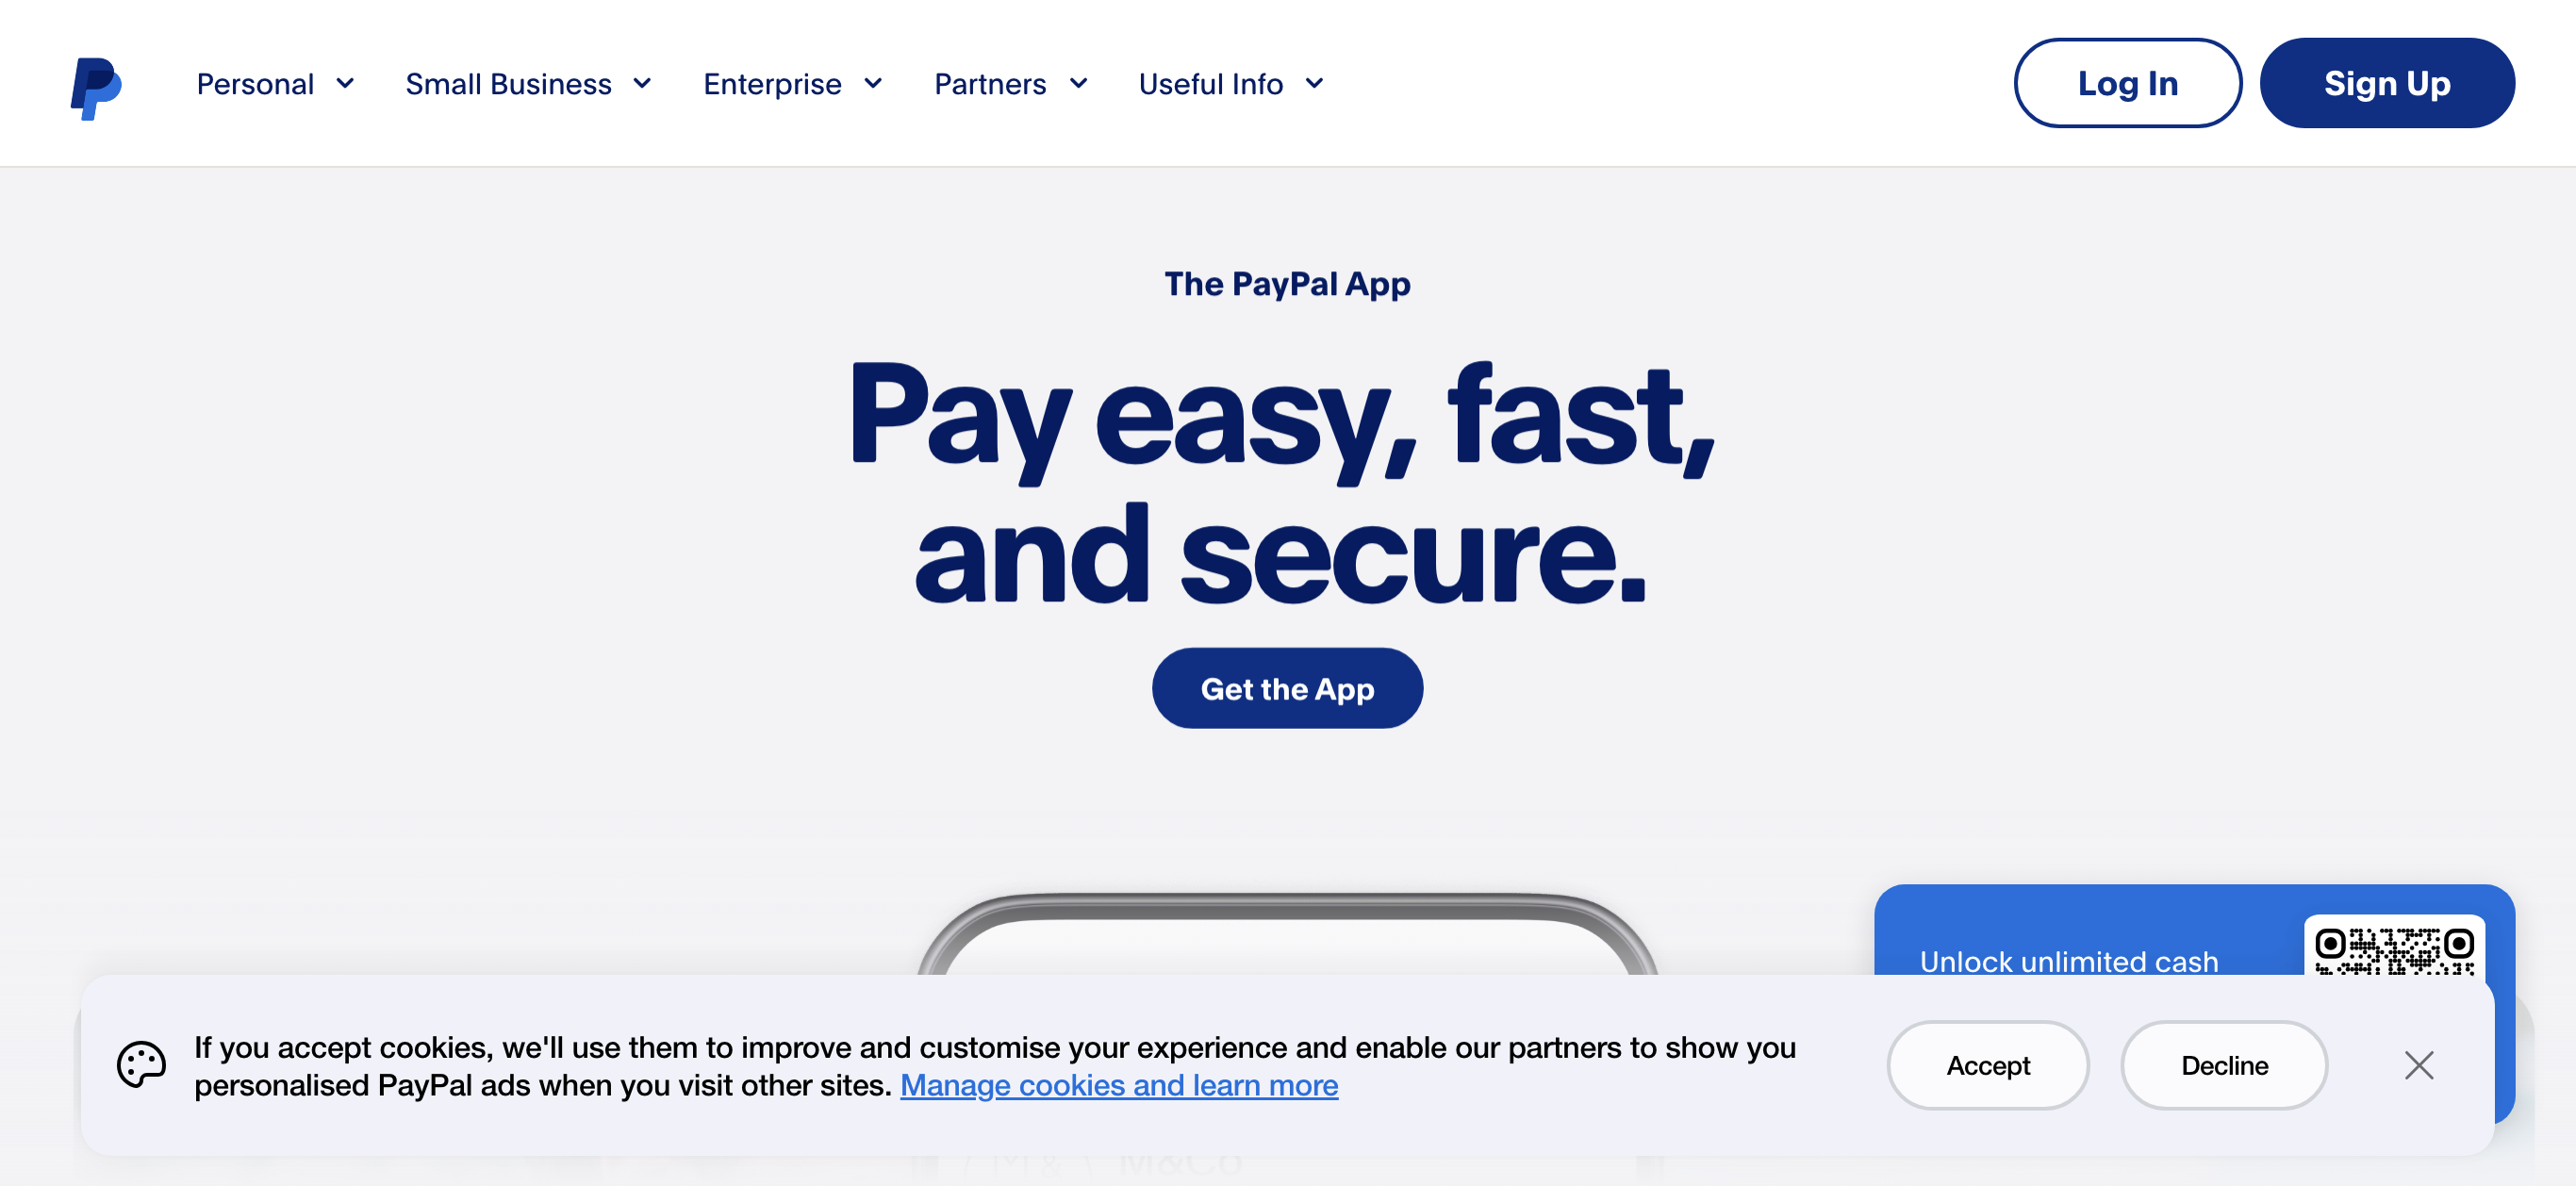 Personal
Small Business
Enterprise
Partners
Useful Info
Log In
Sign Up
The PayPal App
Pay easy, fast,
and secure.
Get the App
Unlock unlimited cash
If you accept cookies, we'll use them to improve and customise your experience and enable our partners to show you
personalised PayPal ads when you visit other sites. Manage cookies and learn more
Accept
Decline
M&Co